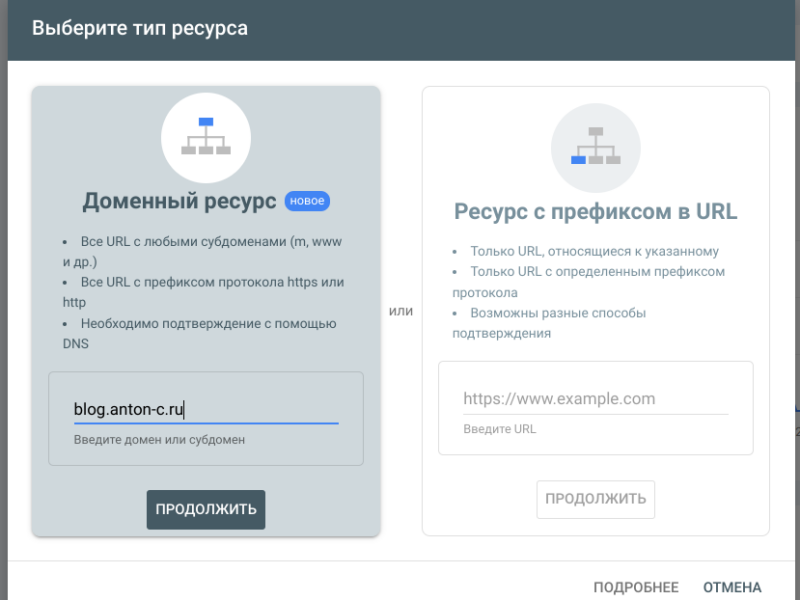 Выберите тип ресурса
Доменный ресурс новое
• Все URL с любыми субдоменами (m, www
и др.)
• Все URL с префиксом протокола https или
http
• Необходимо подтверждение с помощью
DNS
blog.anton-c.ru
Введите домен или субдомен
ПРОДОЛЖИТЬ
или
Ресурс с префиксом в URL
• Только URL, относящиеся к указанному
• Только URL с определенным префиксом
протокола
• Возможны разные способы
подтверждения
https://www.example.com
Введите URL
ПРОДОЛЖИТЬ
ПОДРОБНЕЕ ОТМЕНА